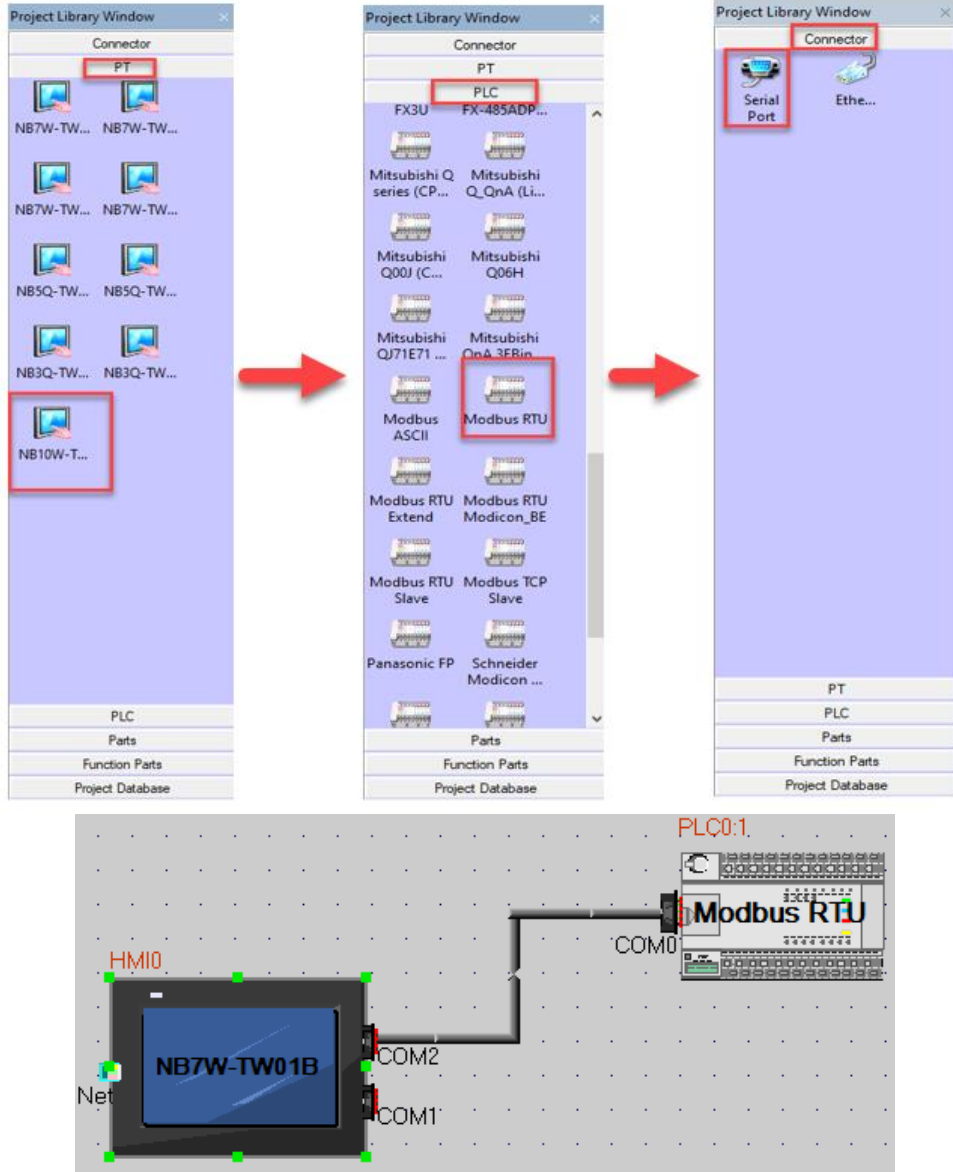 Project Library Window
Connector
PT
NB7W-TW... NB7W-TW...
NB7W-TW... NB7W-TW...
NB5Q-TW... NB5Q-TW...
NB3Q-TW... NB3Q-TW...
NB10W-T...
PLC
Parts
Function Parts
Project Database
Project Library Window
Connector
PT
PLC
FX3U FX-485ADP...
Mitsubishi Q Mitsubishi
series (CP... Q_QnA (Li...
Mitsubishi Mitsubishi
Q00J (C... Q06H
Mitsubishi Mitsubishi
QJ71E71 ... QnA 3EBin...
Modbus Modbus RTU
ASCII
Modbus RTU Modbus RTU
Extend Modicon_BE
Modbus RTU Modbus TCP
Slave Slave
Panasonic FP Schneider
Modicon ...
Parts
Function Parts
Project Database
Project Library Window
Connector
Serial Ethe...
Port
PT
PLC
Parts
Function Parts
Project Database
PLC0:1
Modbus RTU
COM0
HMI0
NB7W-TW01B
COM2
Net
COM1